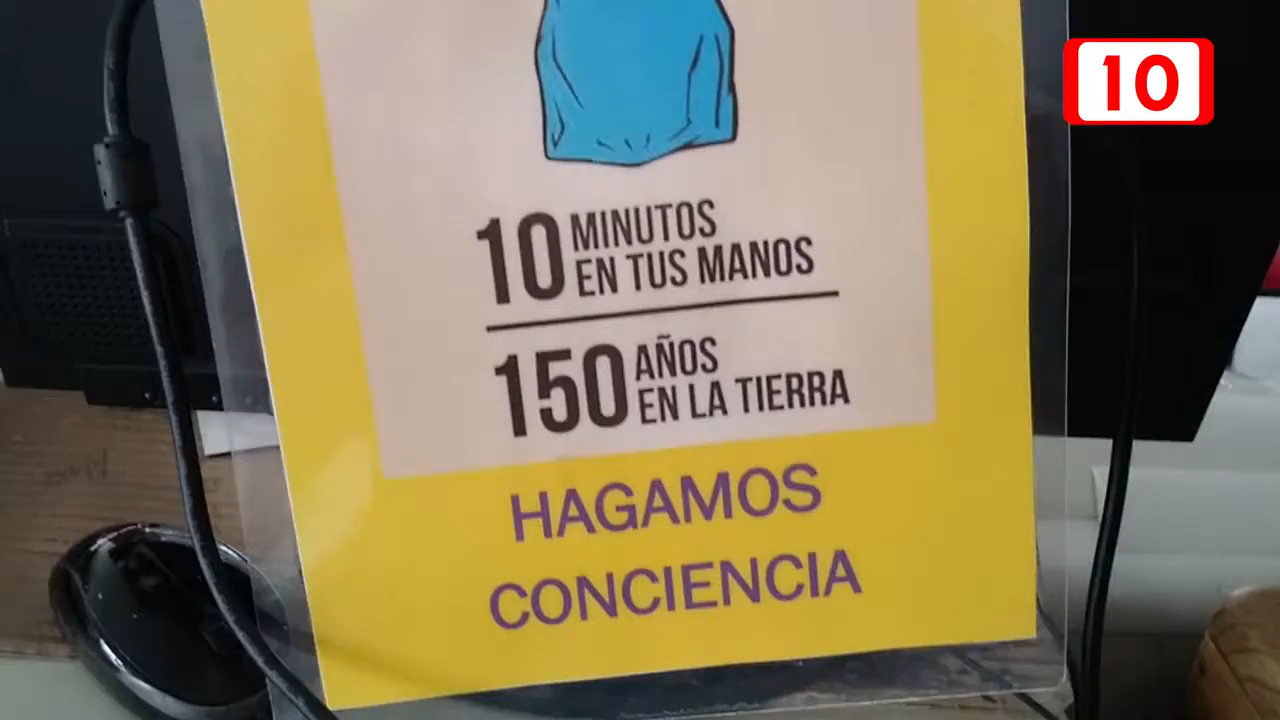 10
10 MINUTOS
EN TUS MANOS
150 AÑOS
EN LA TIERRA
HAGAMOS
CONCIENCIA